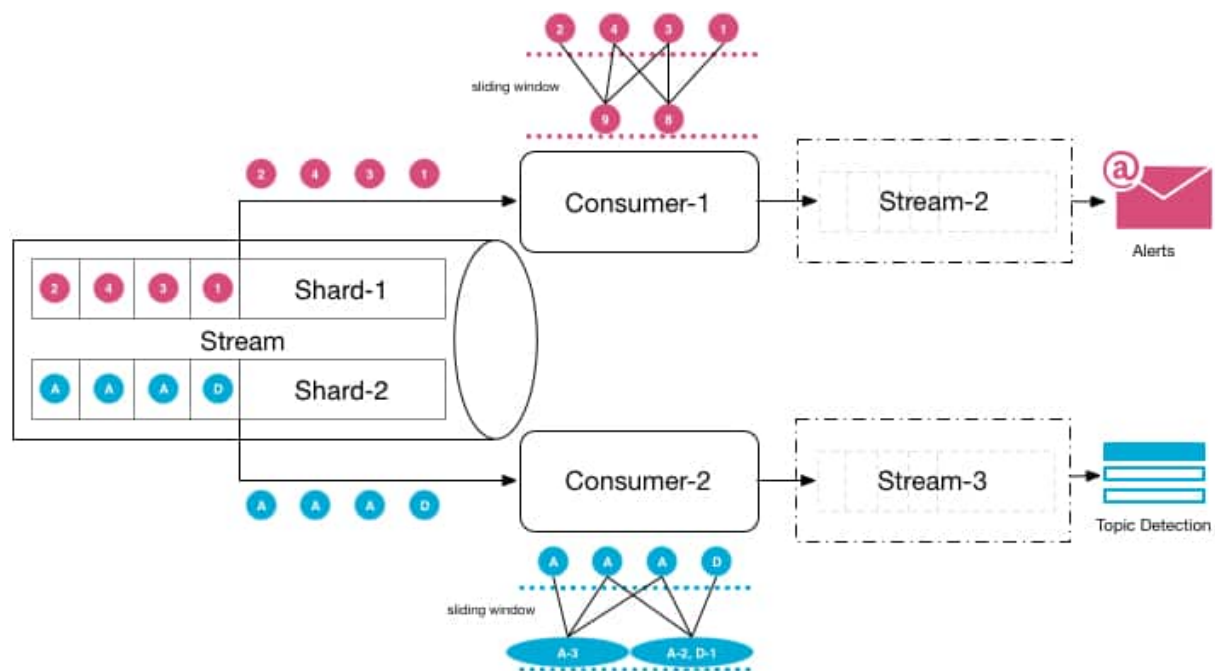 2 4 3 1
sliding window
9 8
2 4 3 1
Consumer-1
Stream-2
@
Alerts
2 4 3 1 Shard-1
Stream
A A A D Shard-2
Consumer-2
Stream-3
A A A D
Topic Detection
A A A D
sliding window
A-3 A-2, D-1